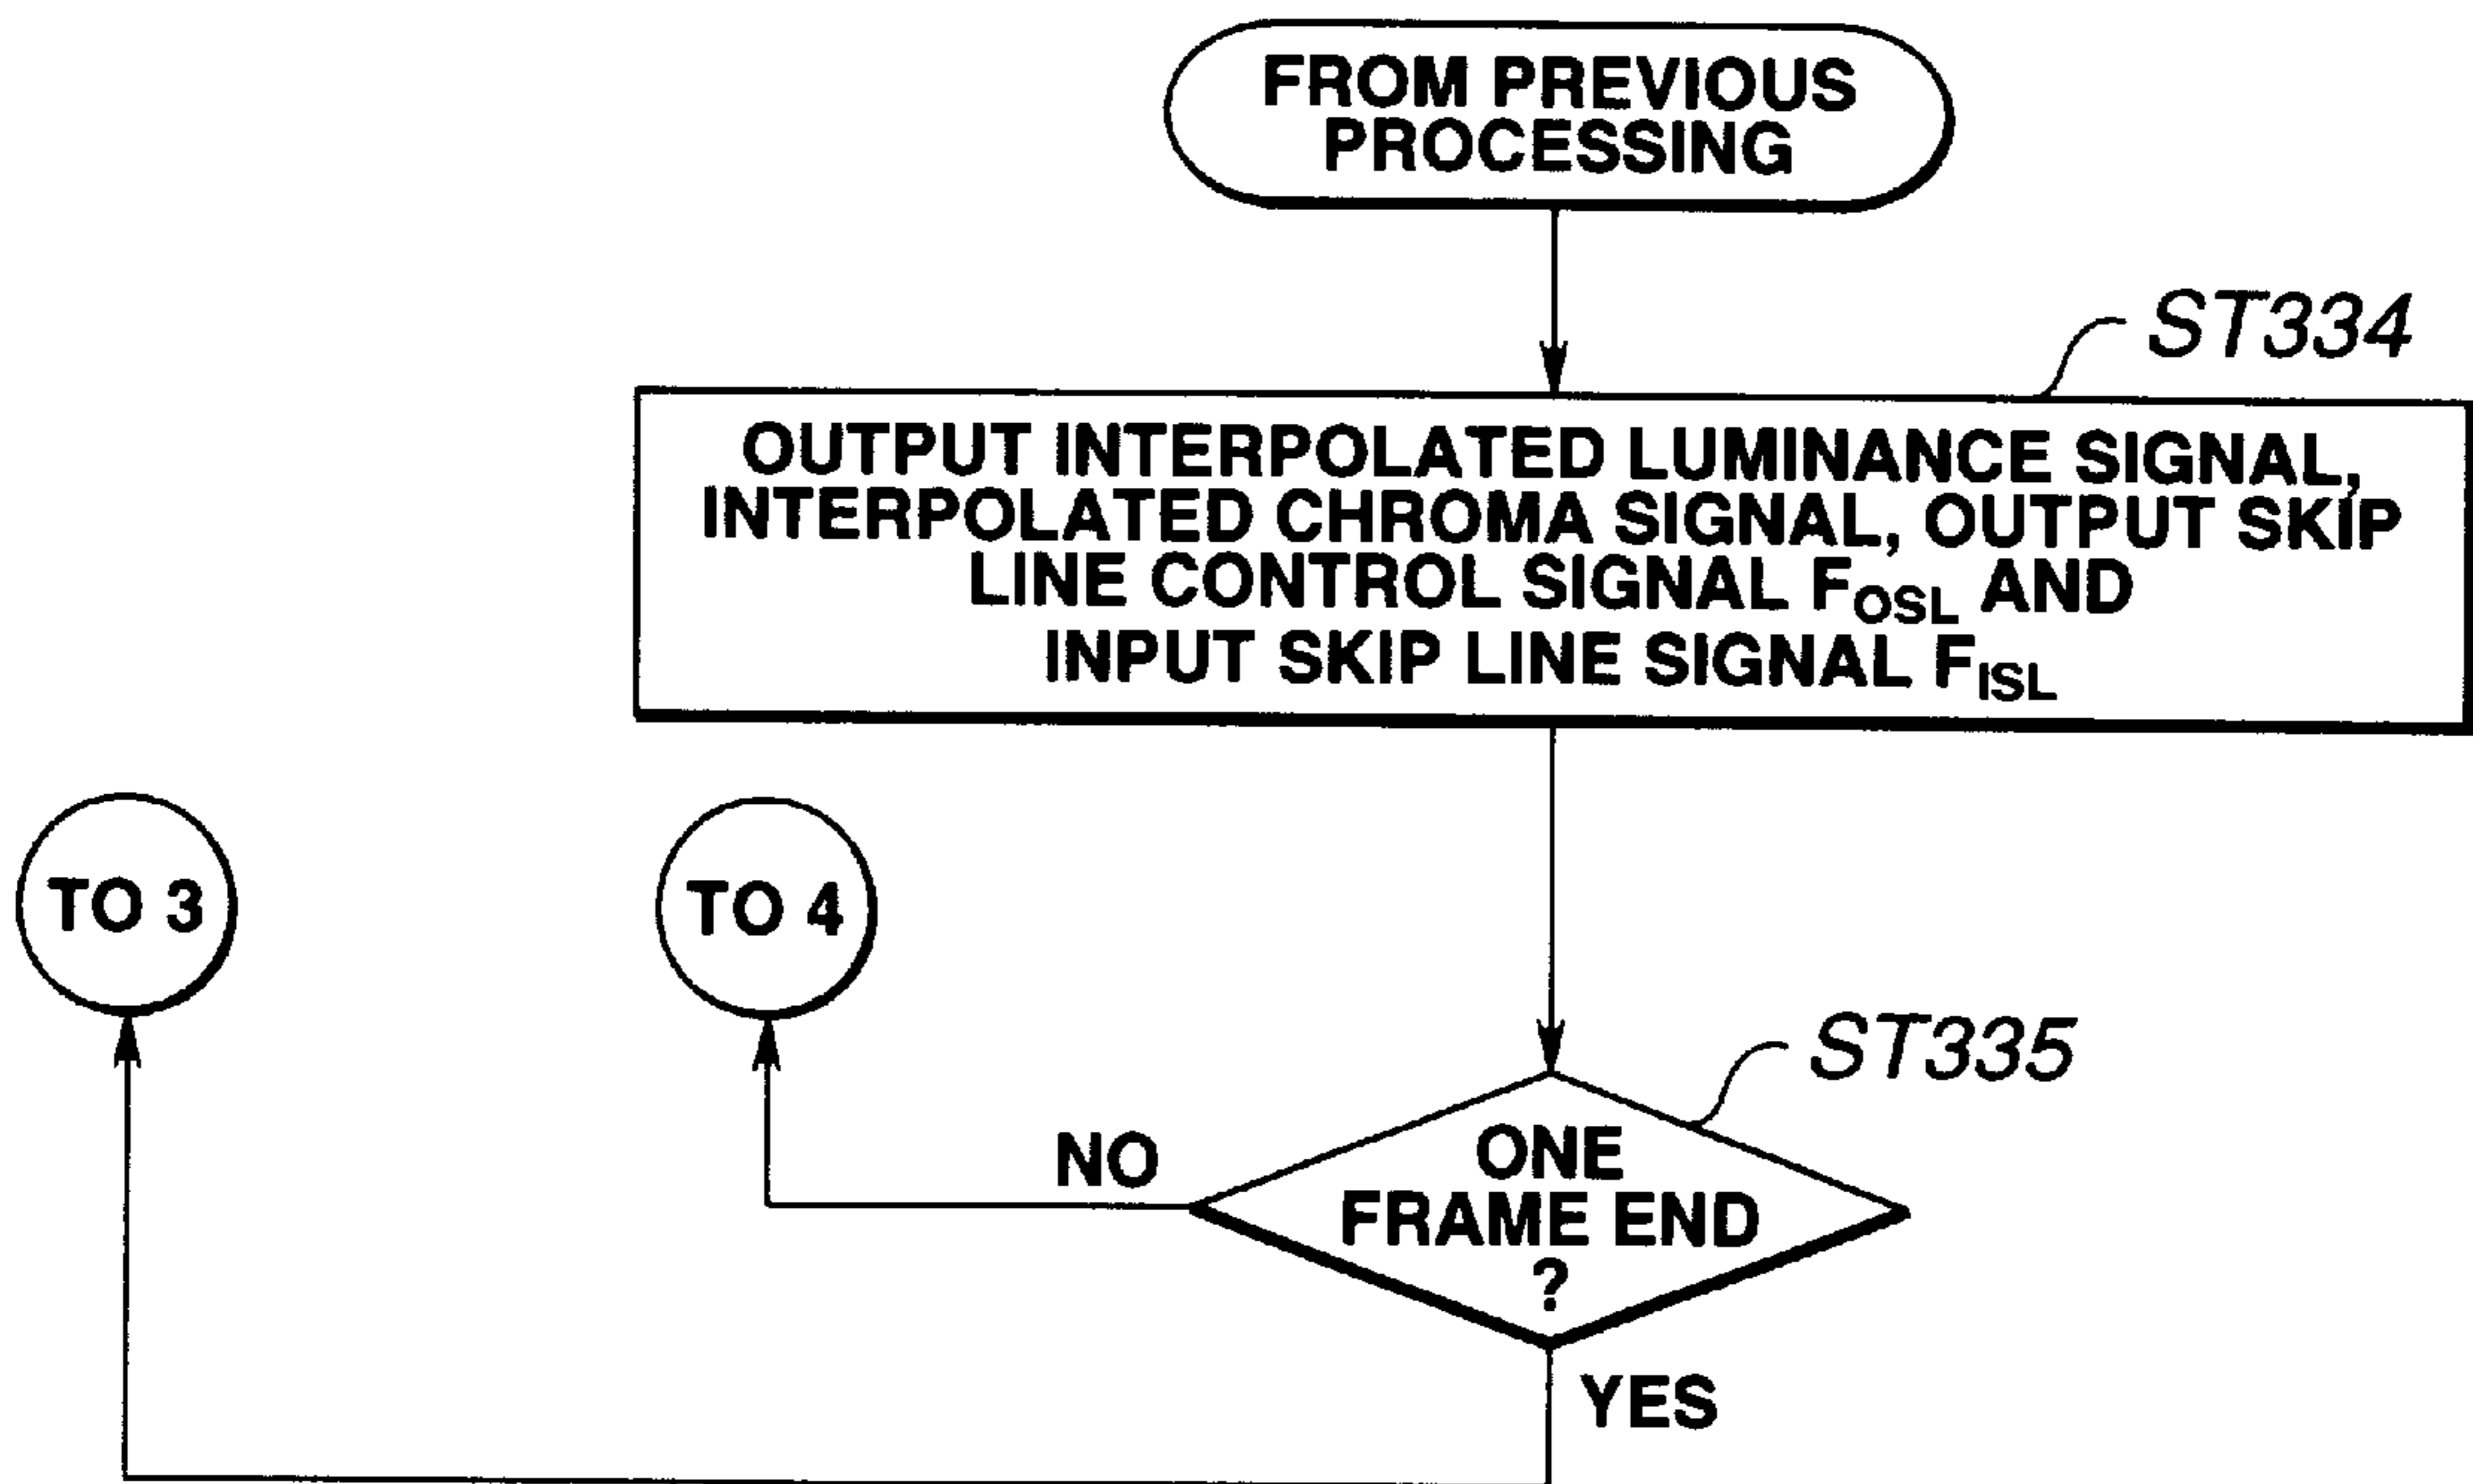 FROM PREVIOUS
PROCESSING
ST334
OUTPUT INTERPOLATED LUMINANCE SIGNAL,
INTERPOLATED CHROMA SIGNAL, OUTPUT SKIP
LINE CONTROL SIGNAL FOSL AND
INPUT SKIP LINE SIGNAL FISL
TO 3
TO 4
ST335
NO
ONE
FRAME END
?
YES